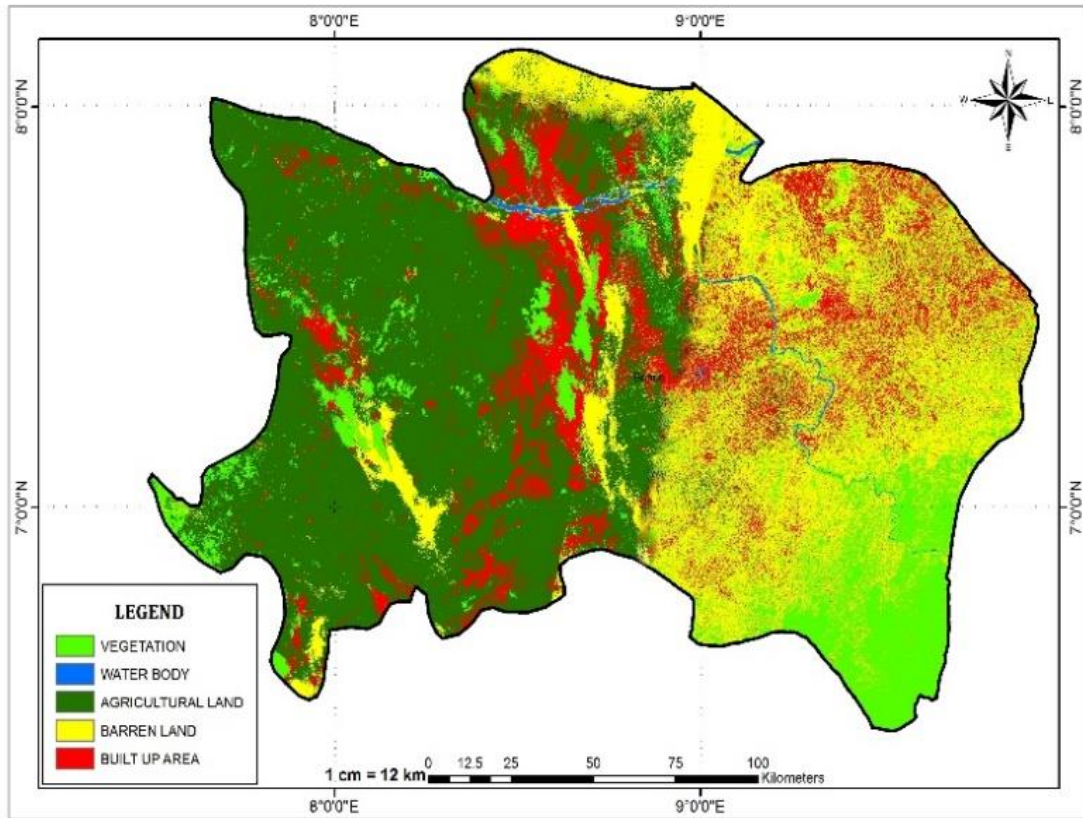 8°0'0"E 9°0'0"E
8°0'0"N 8°0'0"N
N
W L
E
7°0'0"N 7°0'0"N
LEGEND
VEGETATION
WATER BODY
AGRICULTURAL LAND
BARREN LAND
BUILT UP AREA
1 cm = 12 km
0 12.5 25 50 75 100
Kilometers
8°0'0"E 9°0'0"E